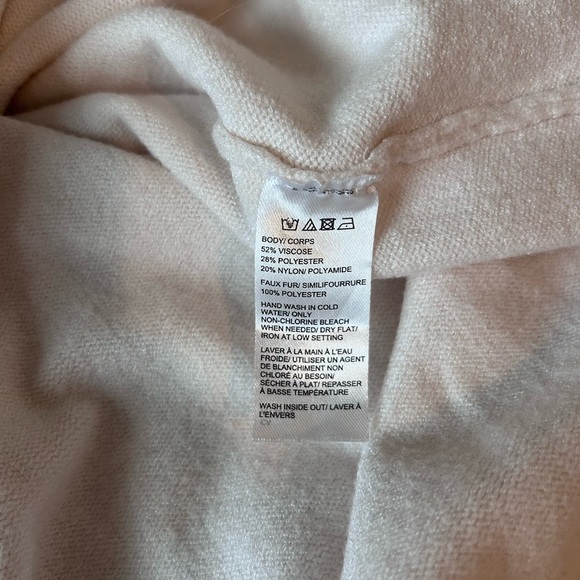 BODY/ CORPS
52% VISCOSE
28% POLYESTER
20% NYLON/ POLYAMIDE
FAUX FUR/ SIMILIFOURRURE
100% POLYESTER
HAND WASH IN COLD
WATER/ ONLY
NON-CHLORINE BLEACH
WHEN NEEDED/ DRY FLAT/
IRON AT LOW SETTING
LAVER À LA MAIN À L'EAU
FROIDE/ UTILISER UN AGENT
DE BLANCHIMENT NON
CHLORÉ AU BESOIN/
SÉCHER À PLAT/ REPASSER
À BASSE TEMPÉRATURE
WASH INSIDE OUT/ LAVER À
L'ENVERS